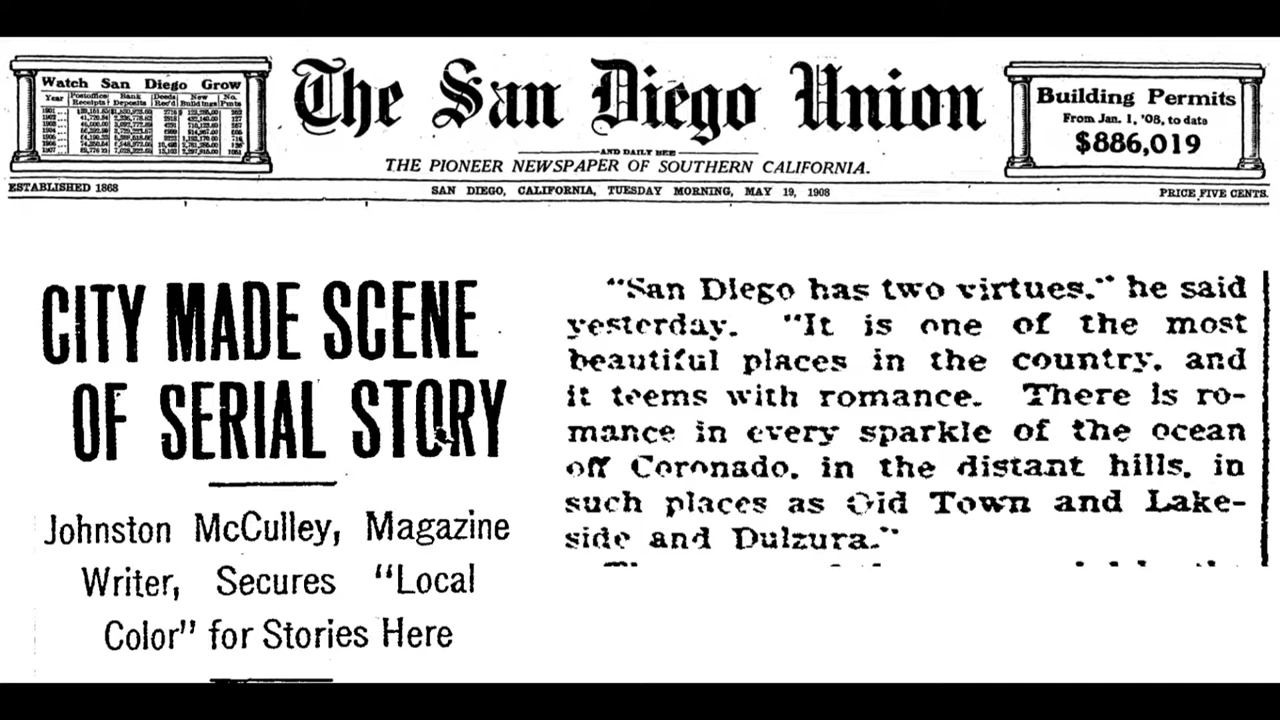 Watch San Diego Grow
Year Postoffice Receipts Bank Deposits Deeds Rec'd New Buildings No. Pmts
The San Diego Union
AND DAILY BEE
THE PIONEER NEWSPAPER OF SOUTHERN CALIFORNIA.
Building Permits
From Jan. 1, '08, to date
$886,019
ESTABLISHED 1868
SAN DIEGO, CALIFORNIA, TUESDAY MORNING, MAY 19, 1908
PRICE FIVE CENTS.
CITY MADE SCENE
OF SERIAL STORY
Johnston McCulley, Magazine
Writer, Secures "Local
Color" for Stories Here
"San Diego has two virtues," he said
yesterday. "It is one of the most
beautiful places in the country, and
it teems with romance. There is ro-
mance in every sparkle of the ocean
off Coronado, in the distant hills, in
such places as Old Town and Lake-
side and Dulzura."